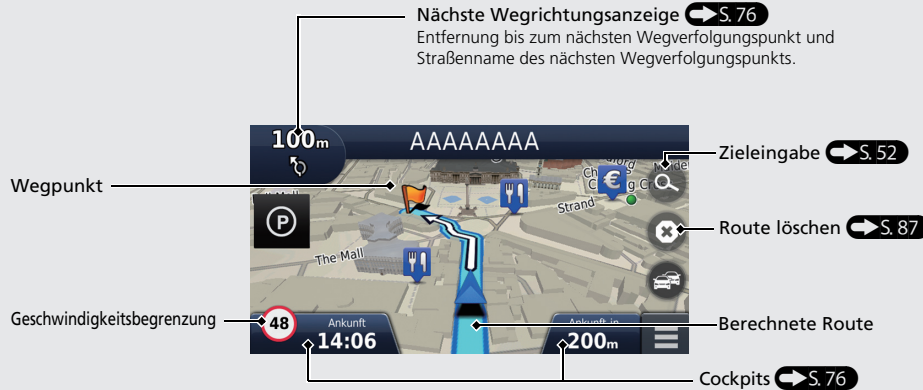 Nächste Wegrichtungsanzeige S. 76
Entfernung bis zum nächsten Wegverfolgungspunkt und
Straßenname des nächsten Wegverfolgungspunkts.
100m
AAAAAAAA
Zieleingabe S. 52
Wegpunkt
€
Strand
P
Route löschen S. 87
The Mall
Geschwindigkeitsbegrenzung
48
Ankunft
14:06
Ankunft in
200m
Berechnete Route
Cockpits S. 76